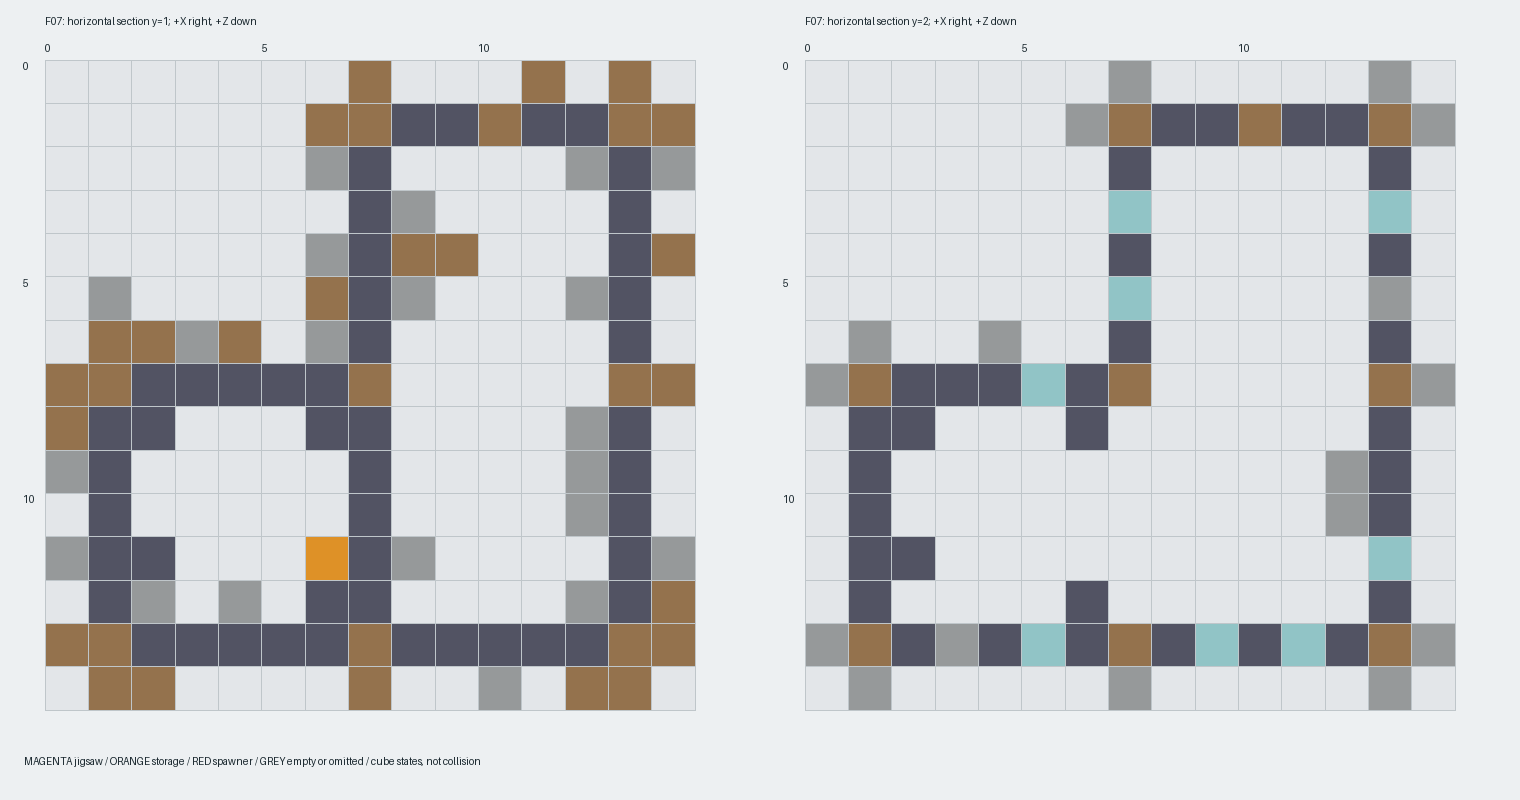 F07: horizontal section y=1; +X right, +Z down
F07: horizontal section y=2; +X right, +Z down
0 5 10
0 5 10
0
0
5
5
10
10
MAGENTA jigsaw / ORANGE storage / RED spawner / GREY empty or omitted / cube states, not collision